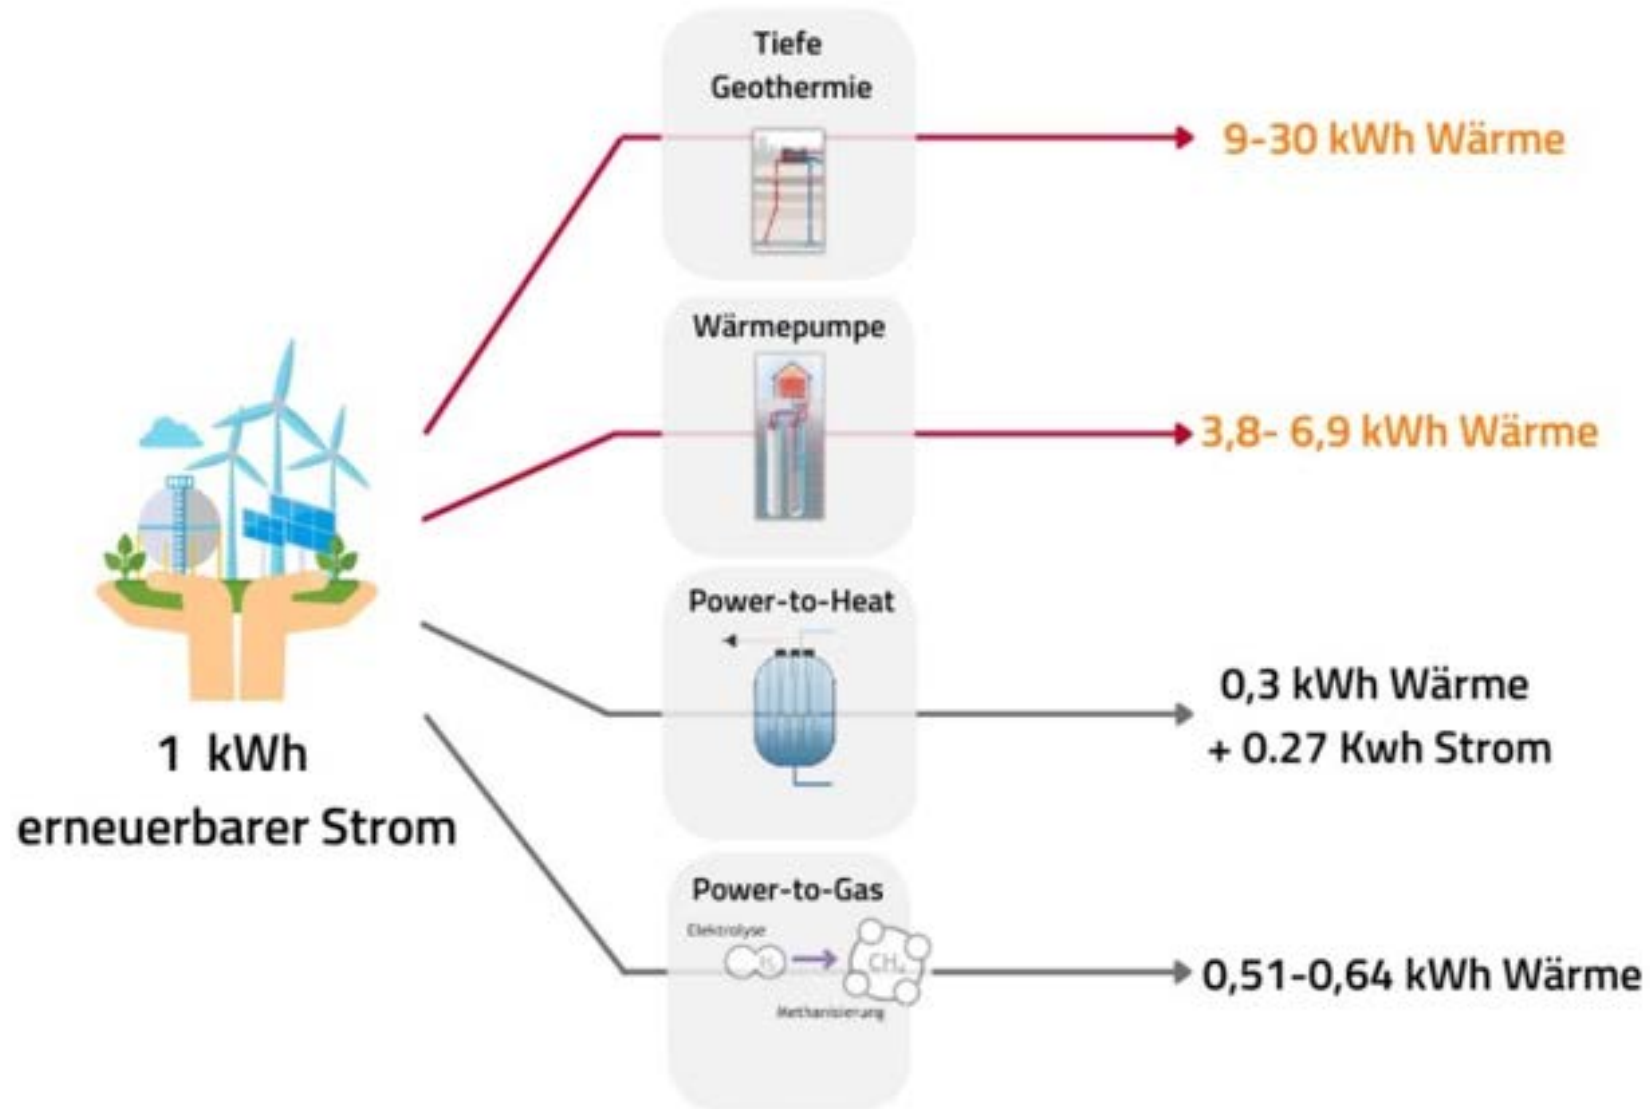 Tiefe
Geothermie
9-30 kWh Wärme
Wärmepumpe
3,8- 6,9 kWh Wärme
Power-to-Heat
0,3 kWh Wärme
+ 0.27 Kwh Strom
1 kWh
erneuerbarer Strom
Power-to-Gas
Elektrolyse
H₂
CH₄
Methanisierung
0,51-0,64 kWh Wärme